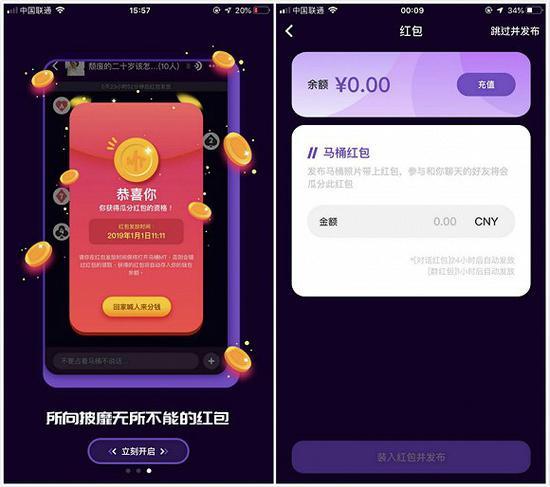 中国联通 15:57 20%
颓废的二十岁该怎...(10人)
MT
恭喜你
你获得瓜分红包的资格!
红包发放时间
2019年1月1日11:11
回家喊人来分钱
不要占着马桶不说话...
所向披靡无所不能的红包
立刻开启
中国联通 00:09 34%
红包 跳过并发布
余额 ¥0.00 充值
// 马桶红包
发布马桶照片带上红包,参与和你聊天的好友将会
瓜分此红包
金额 0.00 CNY
*[对话红包]24小时后自动发放
[群红包]1小时后自动发放
装入红包并发布